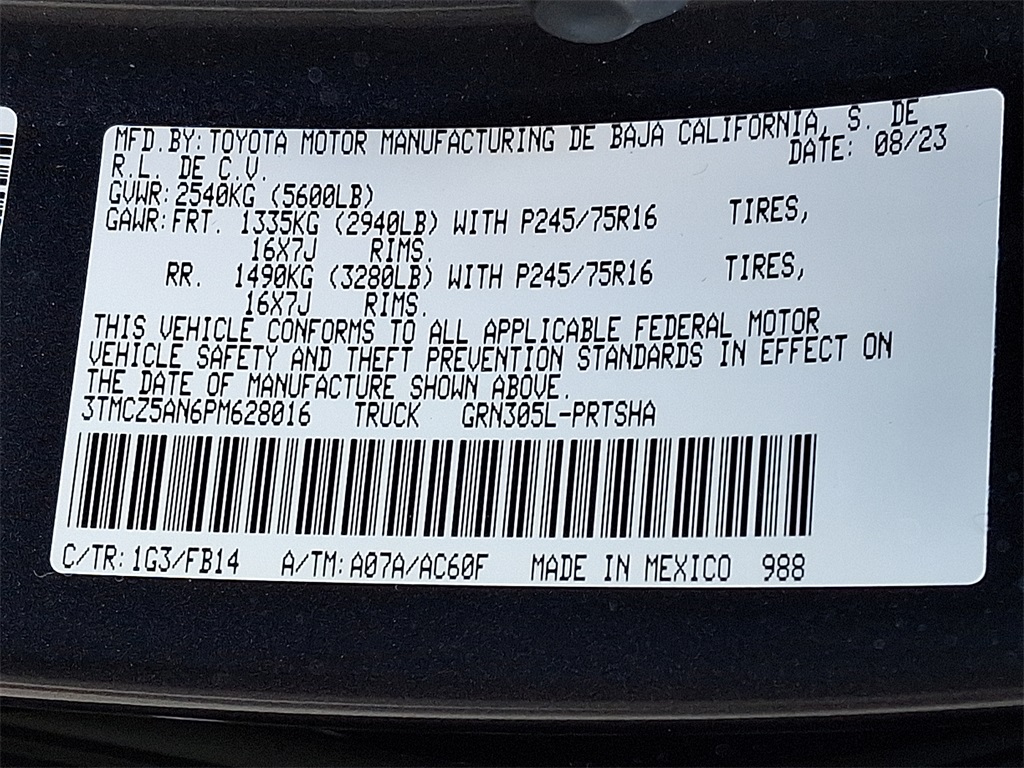 MFD.BY: TOYOTA MOTOR MANUFACTURING DE BAJA CALIFORNIA, S. DE
R.L. DE C.V. DATE: 08/23
GVWR: 2540KG (5600LB)
GAWR: FRT. 1335KG (2940LB) WITH P245/75R16 TIRES,
16X7J RIMS.
RR. 1490KG (3280LB) WITH P245/75R16 TIRES,
16X7J RIMS.
THIS VEHICLE CONFORMS TO ALL APPLICABLE FEDERAL MOTOR
VEHICLE SAFETY AND THEFT PREVENTION STANDARDS IN EFFECT ON
THE DATE OF MANUFACTURE SHOWN ABOVE.
3TMCZ5AN6PM628016 TRUCK GRN305L-PRTSHA
C/TR: 1G3/FB14 A/TM: A07A/AC60F MADE IN MEXICO 988